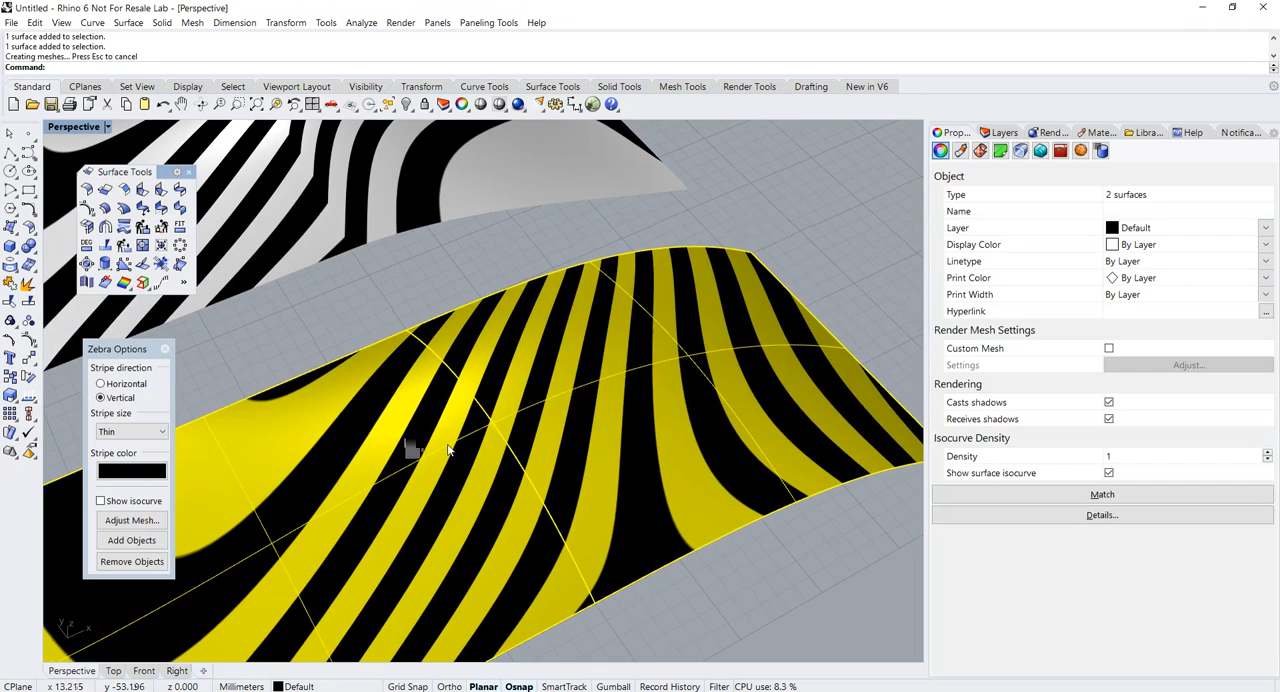 Untitled - Rhino 6 Not For Resale Lab - [Perspective]
File Edit View Curve Surface Solid Mesh Dimension Transform Tools Analyze Render Panels Paneling Tools Help
1 surface added to selection.
1 surface added to selection.
Creating meshes... Press Esc to cancel
Command:
Standard CPlanes Set View Display Select Viewport Layout Visibility Transform Curve Tools Surface Tools Solid Tools Mesh Tools Render Tools Drafting New in V6
Perspective
Prop... Layers Rend... Mate... Libra... Help Notifica...
Surface Tools
FIT
DEG
»
Zebra Options
Stripe direction
Horizontal
Vertical
Stripe size
Thin
Stripe color
Show isocurve
Adjust Mesh...
Add Objects
Remove Objects
Object
Type 2 surfaces
Name
Layer Default
Display Color By Layer
Linetype By Layer
Print Color By Layer
Print Width By Layer
Hyperlink ...
Render Mesh Settings
Custom Mesh
Settings Adjust...
Rendering
Casts shadows
Receives shadows
Isocurve Density
Density 1
Show surface isocurve
Match
Details...
y z x
Perspective Top Front Right
CPlane x 13.215 y -53.196 z 0.000 Millimeters Default Grid Snap Ortho Planar Osnap SmartTrack Gumball Record History Filter CPU use: 8.3 %